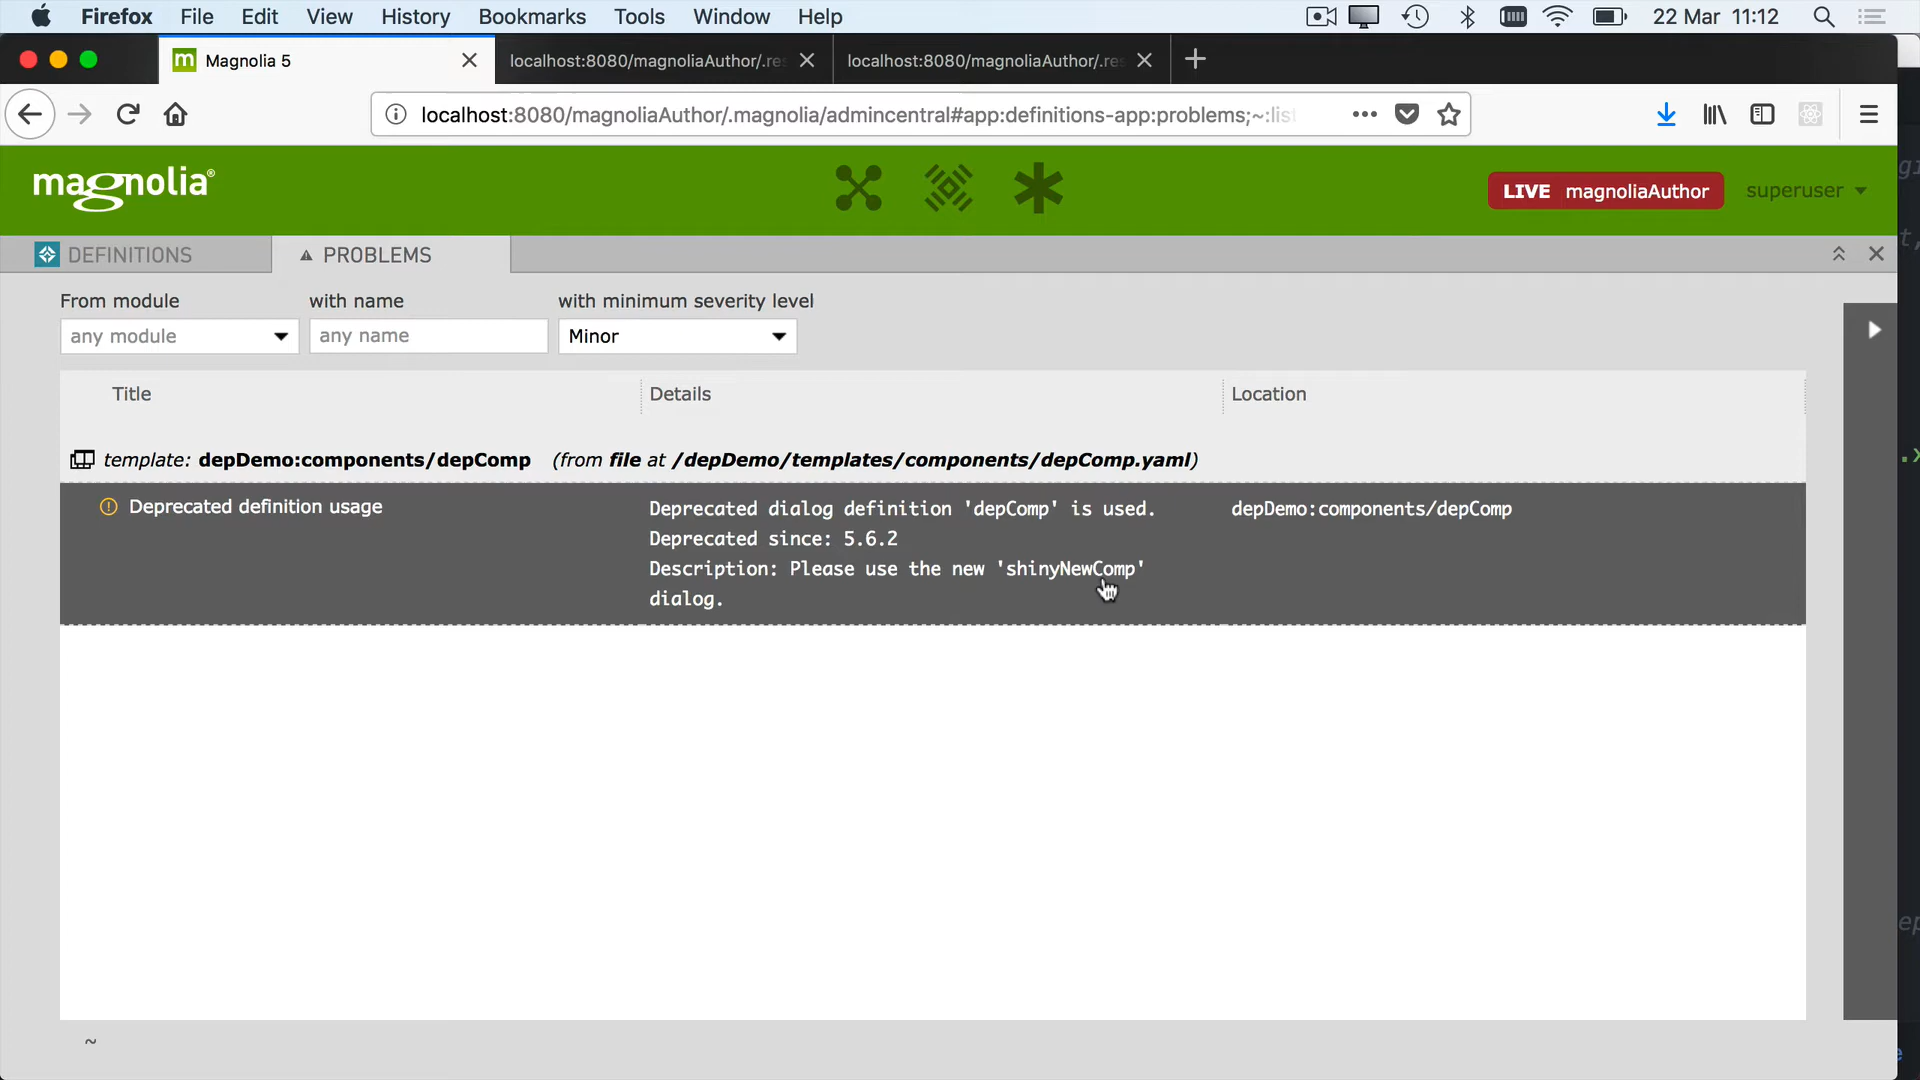 Firefox File Edit View History Bookmarks Tools Window Help 22 Mar 11:12
Magnolia 5 localhost:8080/magnoliaAuthor/.res localhost:8080/magnoliaAuthor/.res
localhost:8080/magnoliaAuthor/.magnolia/admincentral#app:definitions-app:problems;~:list
magnolia® LIVE magnoliaAuthor superuser
DEFINITIONS PROBLEMS
From module with name with minimum severity level
any module any name Minor
Title Details Location
template: depDemo:components/depComp (from file at /depDemo/templates/components/depComp.yaml)
Deprecated definition usage Deprecated dialog definition 'depComp' is used. depDemo:components/depComp
Deprecated since: 5.6.2
Description: Please use the new 'shinyNewComp'
dialog.
~